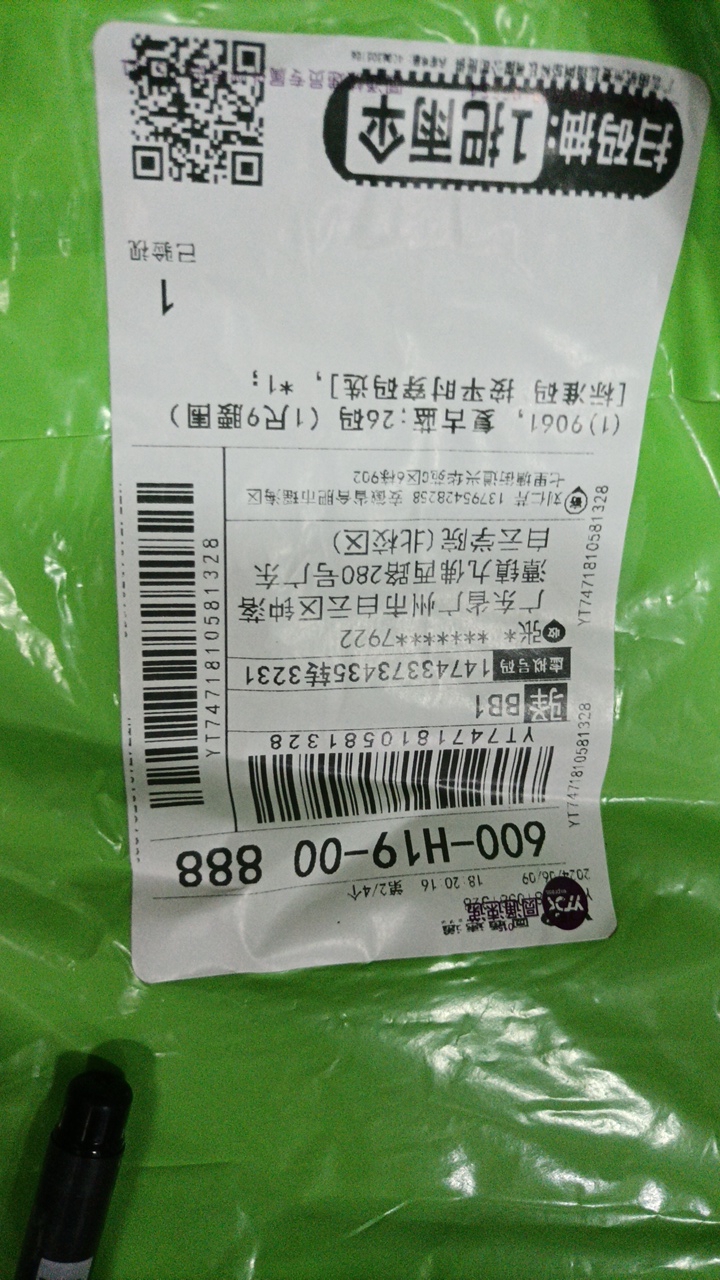 圆通速递
2024/06/09 18:20:16 第2/4个
600-H19-00 888
YT7471810581328
驿 BB1
虚拟号码 14743373435转3231
收 张* ******7922
广东省广州市白云区钟落
潭镇九佛西路280号广东
白云学院(北校区)
寄 刘仁芹 13795428258 安徽省合肥市瑶海区
七里塘街道兴华苑C区6栋902
YT7471810581328
YT7471810581328
YT7471810581328
(1)9061, 复古蓝:26码 (1尺9腰围)
[标准码 按平时穿码选], *1;
1
已验视
扫码抽:1把雨伞